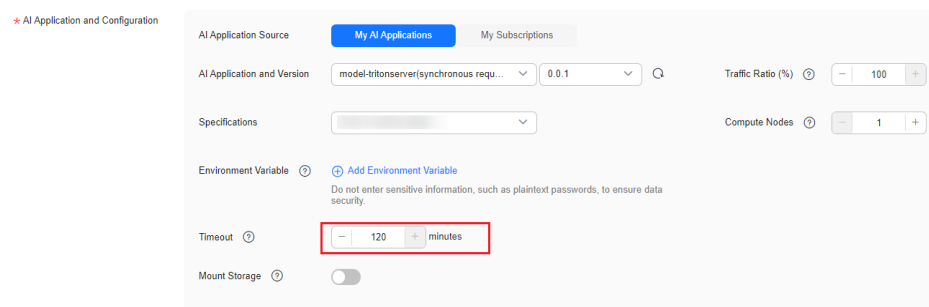 * AI Application and Configuration
AI Application Source My AI Applications My Subscriptions
AI Application and Version model-tritonserver(synchronous requ... 0.0.1 Traffic Ratio (%) ? − 100 +
Specifications Compute Nodes ? − 1 +
Environment Variable ? + Add Environment Variable
Do not enter sensitive information, such as plaintext passwords, to ensure data
security.
Timeout ? − 120 + minutes
Mount Storage ?